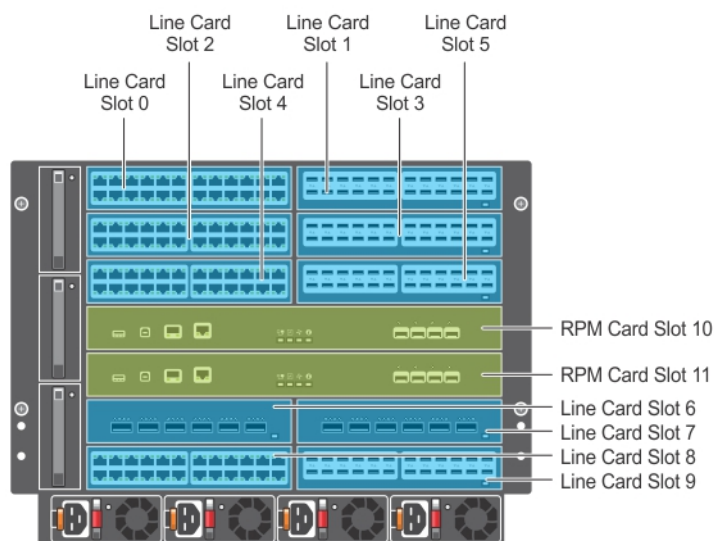 Line Card
Slot 2
Line Card
Slot 1
Line Card
Slot 5
Line Card
Slot 0
Line Card
Slot 4
Line Card
Slot 3
RPM Card Slot 10
RPM Card Slot 11
Line Card Slot 6
Line Card Slot 7
Line Card Slot 8
Line Card Slot 9